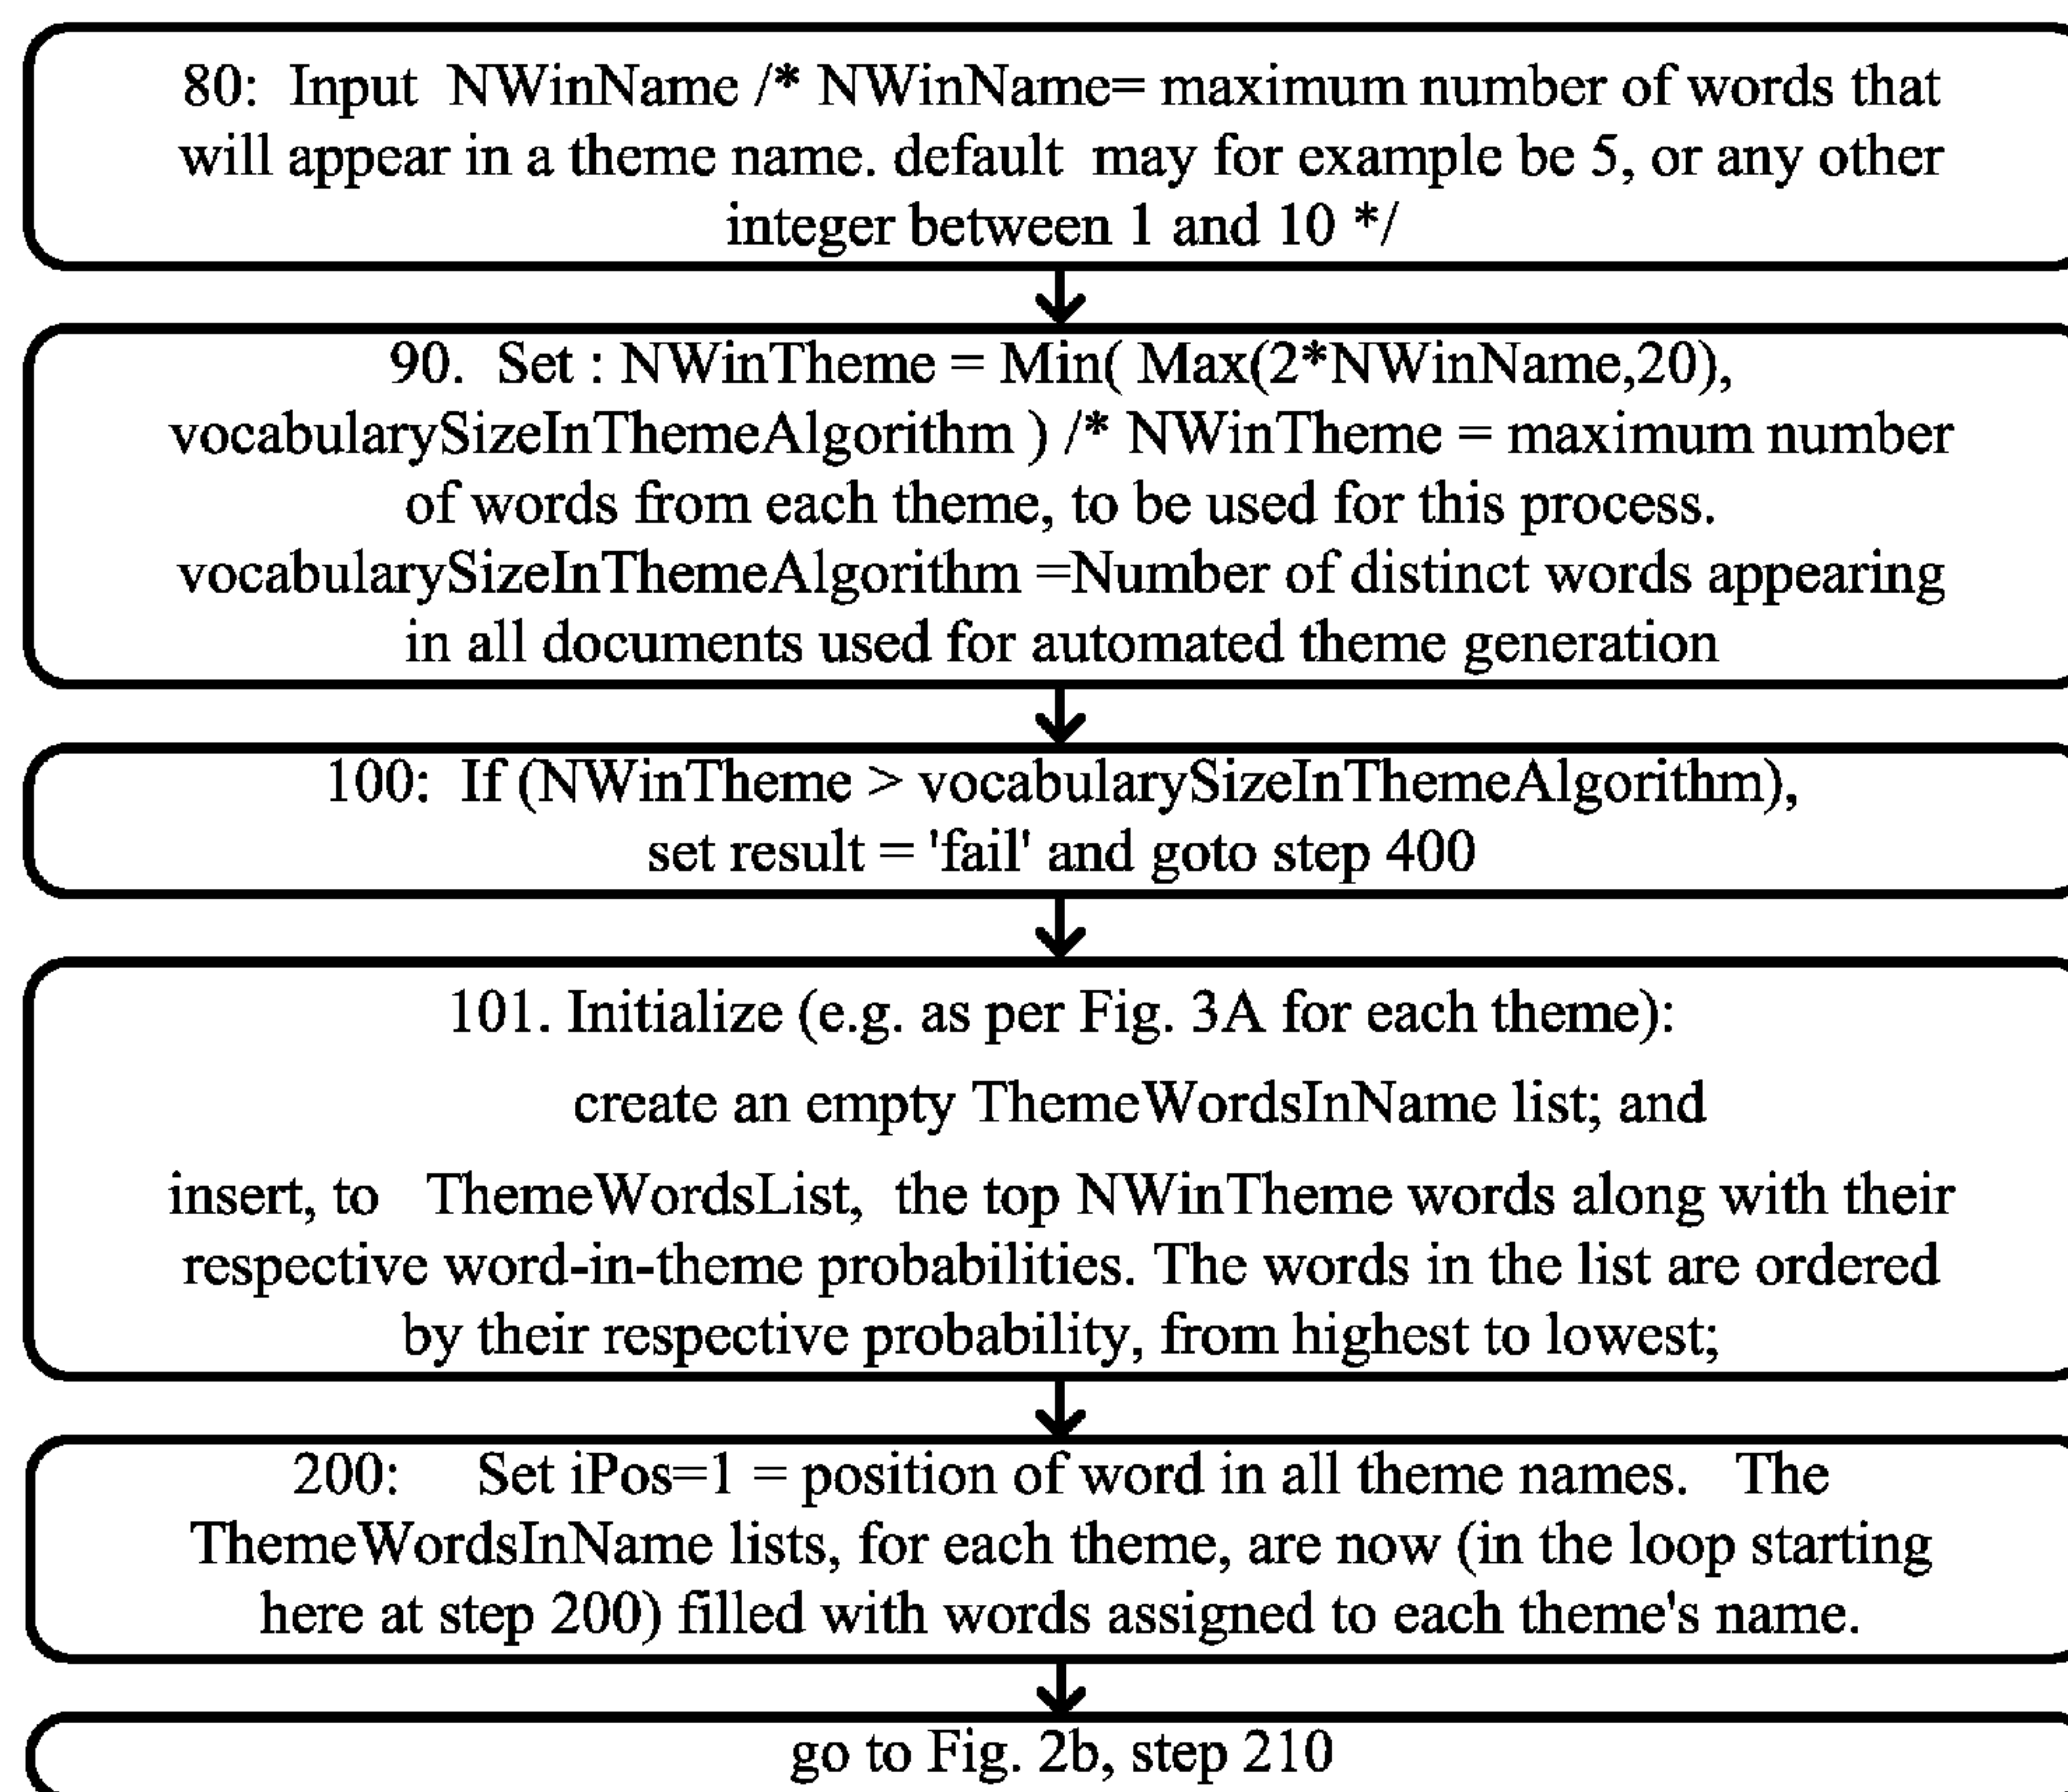 80: Input NWinName /* NWinName= maximum number of words that
will appear in a theme name. default may for example be 5, or any other
integer between 1 and 10 */
90. Set : NWinTheme = Min( Max(2*NWinName,20),
vocabularySizeInThemeAlgorithm ) /* NWinTheme = maximum number
of words from each theme, to be used for this process.
vocabularySizeInThemeAlgorithm =Number of distinct words appearing
in all documents used for automated theme generation
100: If (NWinTheme > vocabularySizeInThemeAlgorithm),
set result = 'fail' and goto step 400
101. Initialize (e.g. as per Fig. 3A for each theme):
create an empty ThemeWordsInName list; and
insert, to ThemeWordsList, the top NWinTheme words along with their
respective word-in-theme probabilities. The words in the list are ordered
by their respective probability, from highest to lowest;
200: Set iPos=1 = position of word in all theme names. The
ThemeWordsInName lists, for each theme, are now (in the loop starting
here at step 200) filled with words assigned to each theme's name.
go to Fig. 2b, step 210